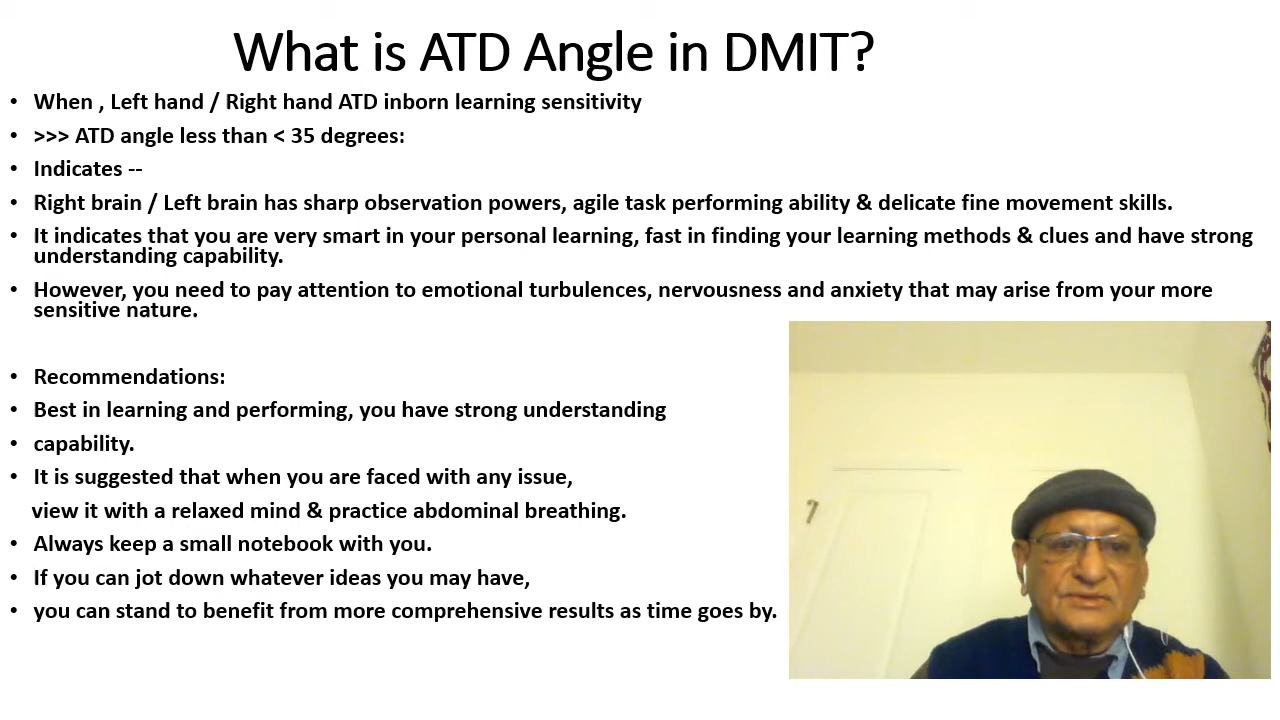 What is ATD Angle in DMIT?
• When , Left hand / Right hand ATD inborn learning sensitivity
• >>> ATD angle less than < 35 degrees:
• Indicates --
• Right brain / Left brain has sharp observation powers, agile task performing ability & delicate fine movement skills.
• It indicates that you are very smart in your personal learning, fast in finding your learning methods & clues and have strong
understanding capability.
• However, you need to pay attention to emotional turbulences, nervousness and anxiety that may arise from your more
sensitive nature.
• Recommendations:
• Best in learning and performing, you have strong understanding
• capability.
• It is suggested that when you are faced with any issue,
view it with a relaxed mind & practice abdominal breathing.
• Always keep a small notebook with you.
• If you can jot down whatever ideas you may have,
• you can stand to benefit from more comprehensive results as time goes by.